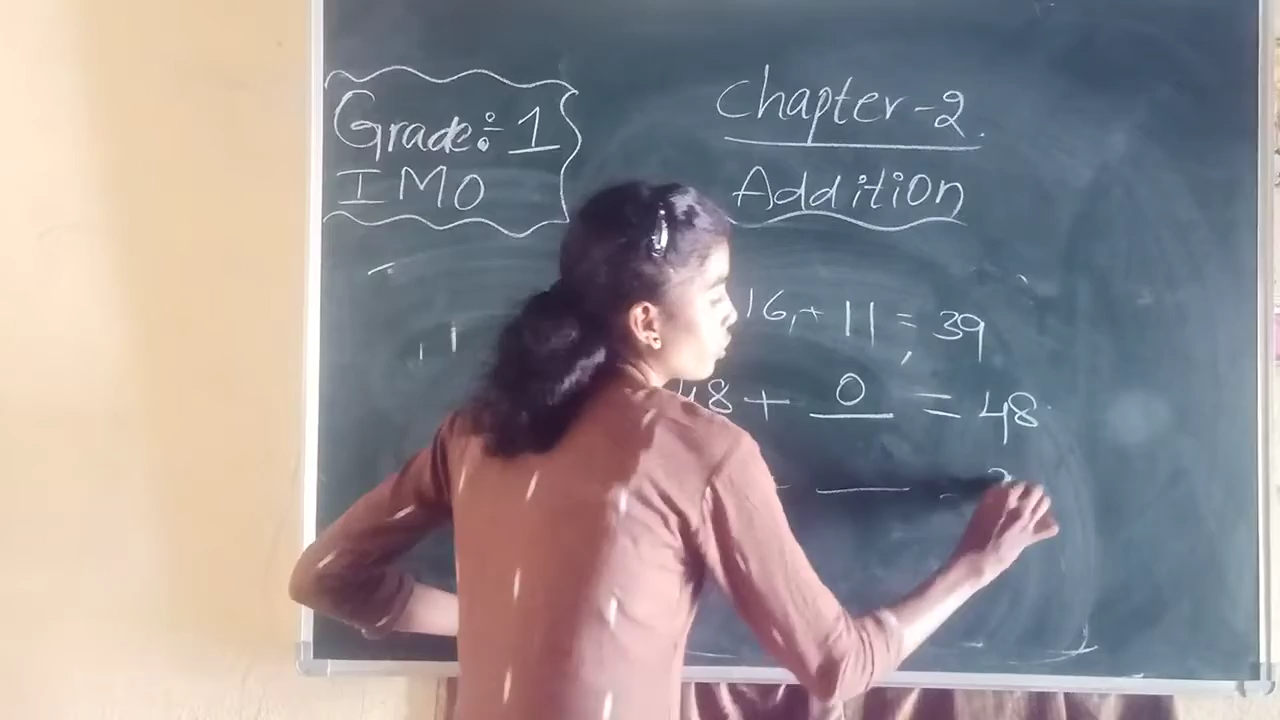 Grade:- 1
IMO
Chapter-2
Addition
16 + 11 = 39
48 + 0 = 48